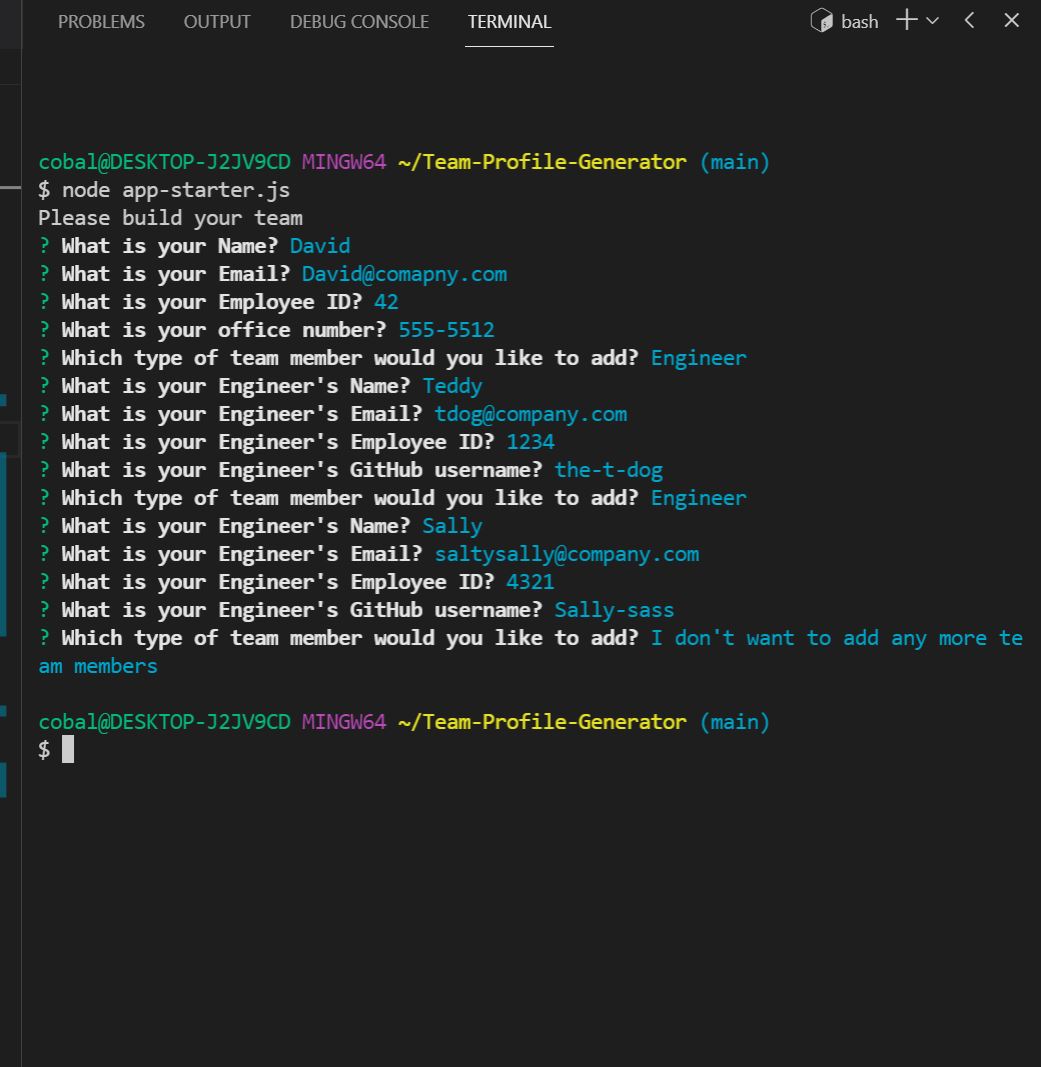 PROBLEMS OUTPUT DEBUG CONSOLE TERMINAL bash
cobal@DESKTOP-J2JV9CD MINGW64 ~/Team-Profile-Generator (main)
$ node app-starter.js
Please build your team
? What is your Name? David
? What is your Email? David@comapny.com
? What is your Employee ID? 42
? What is your office number? 555-5512
? Which type of team member would you like to add? Engineer
? What is your Engineer's Name? Teddy
? What is your Engineer's Email? tdog@company.com
? What is your Engineer's Employee ID? 1234
? What is your Engineer's GitHub username? the-t-dog
? Which type of team member would you like to add? Engineer
? What is your Engineer's Name? Sally
? What is your Engineer's Email? saltysally@company.com
? What is your Engineer's Employee ID? 4321
? What is your Engineer's GitHub username? Sally-sass
? Which type of team member would you like to add? I don't want to add any more te
am members
cobal@DESKTOP-J2JV9CD MINGW64 ~/Team-Profile-Generator (main)
$